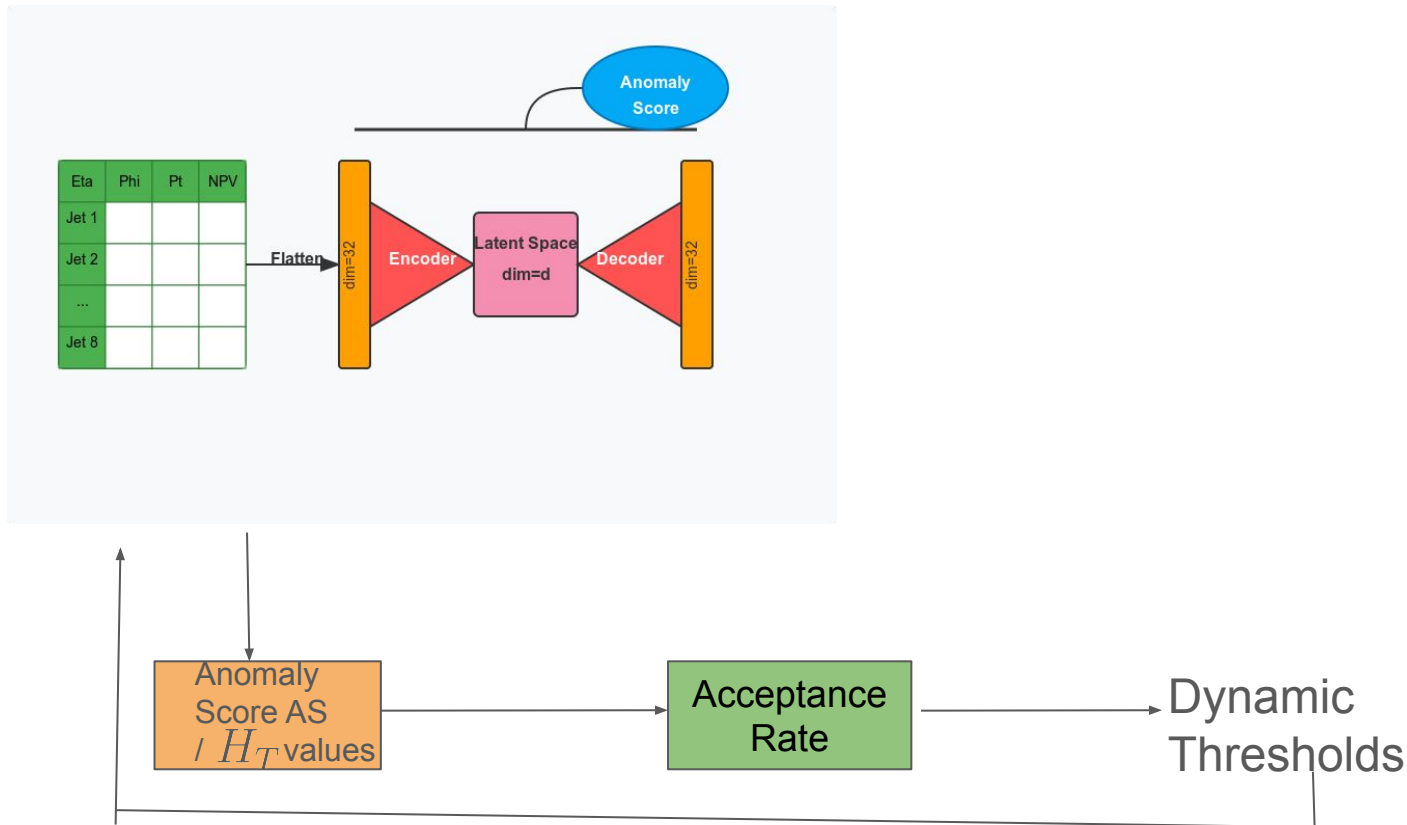 Anomaly
Score
Eta Phi Pt NPV
Jet 1
Jet 2
...
Jet 8
Flatten
dim=32
Encoder
Latent Space
dim=d
Decoder
dim=32
Anomaly
Score AS
/ H_T values
Acceptance
Rate
Dynamic
Thresholds